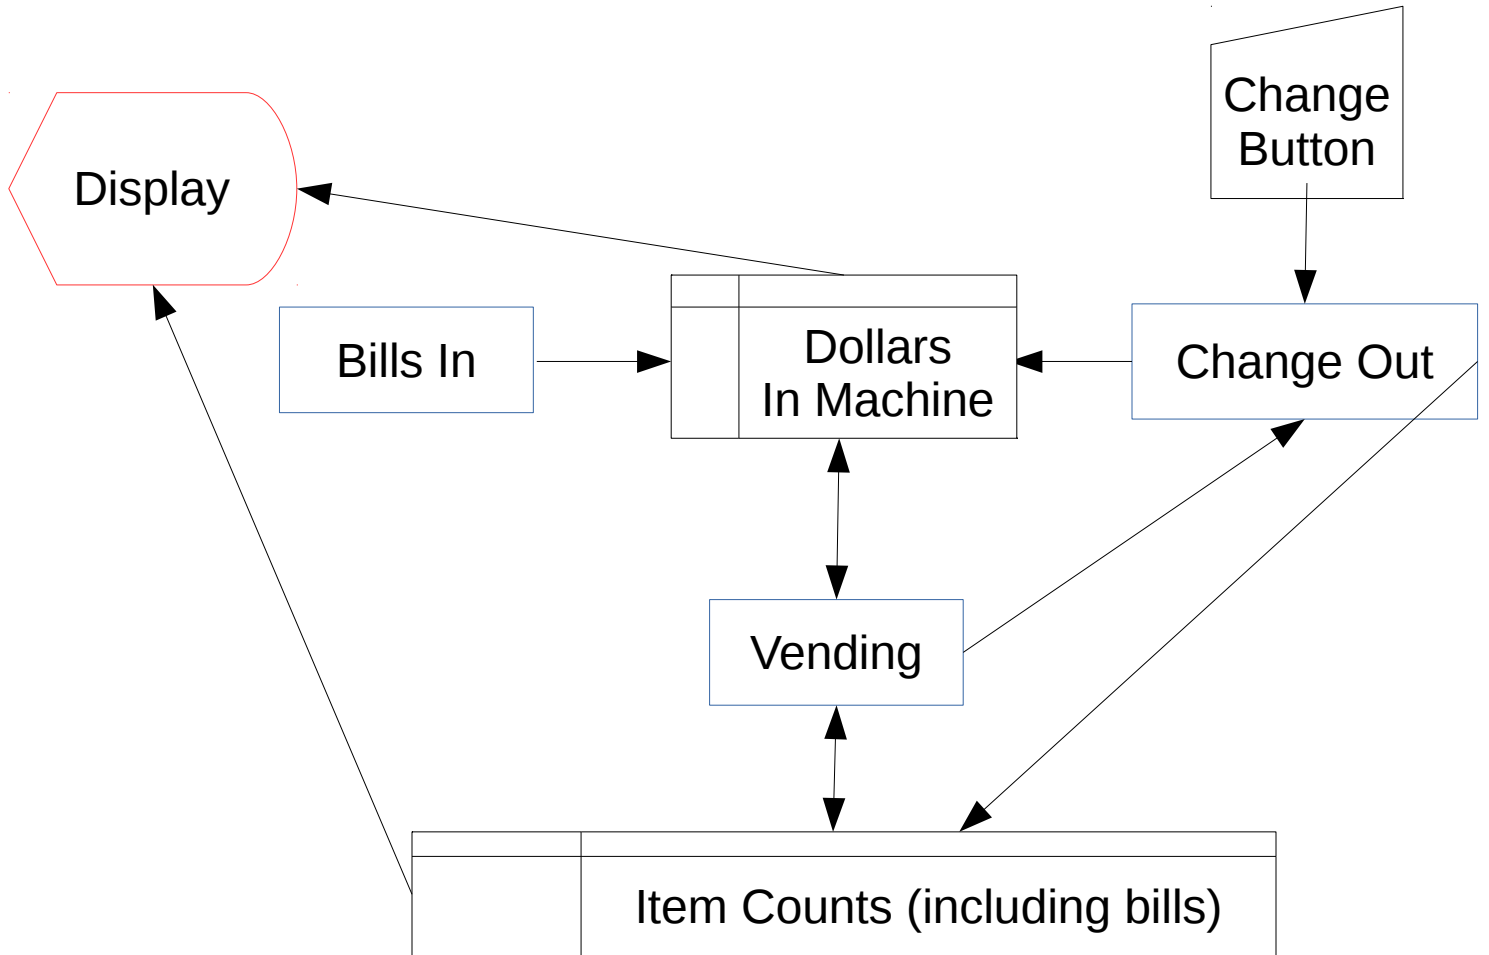 Change
Button
Display
Bills In
Dollars
In Machine
Change Out
Vending
Item Counts (including bills)